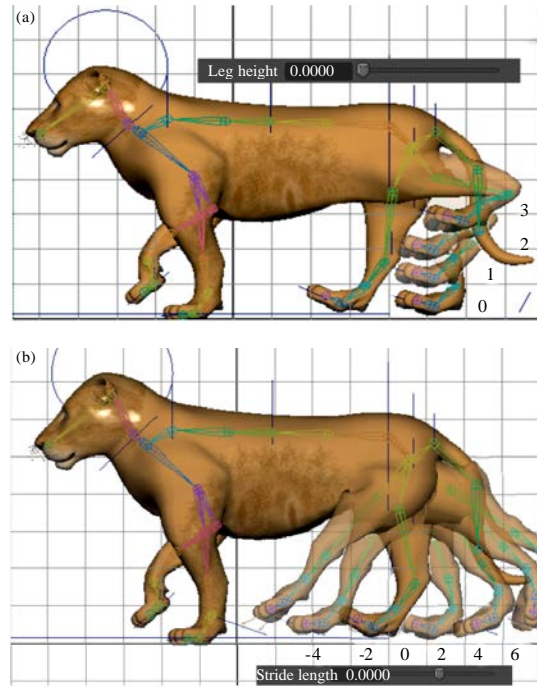 (a)
Leg height 0.0000
3
2
1
0
(b)
-4 -2 0 2 4 6
Stride length 0.0000